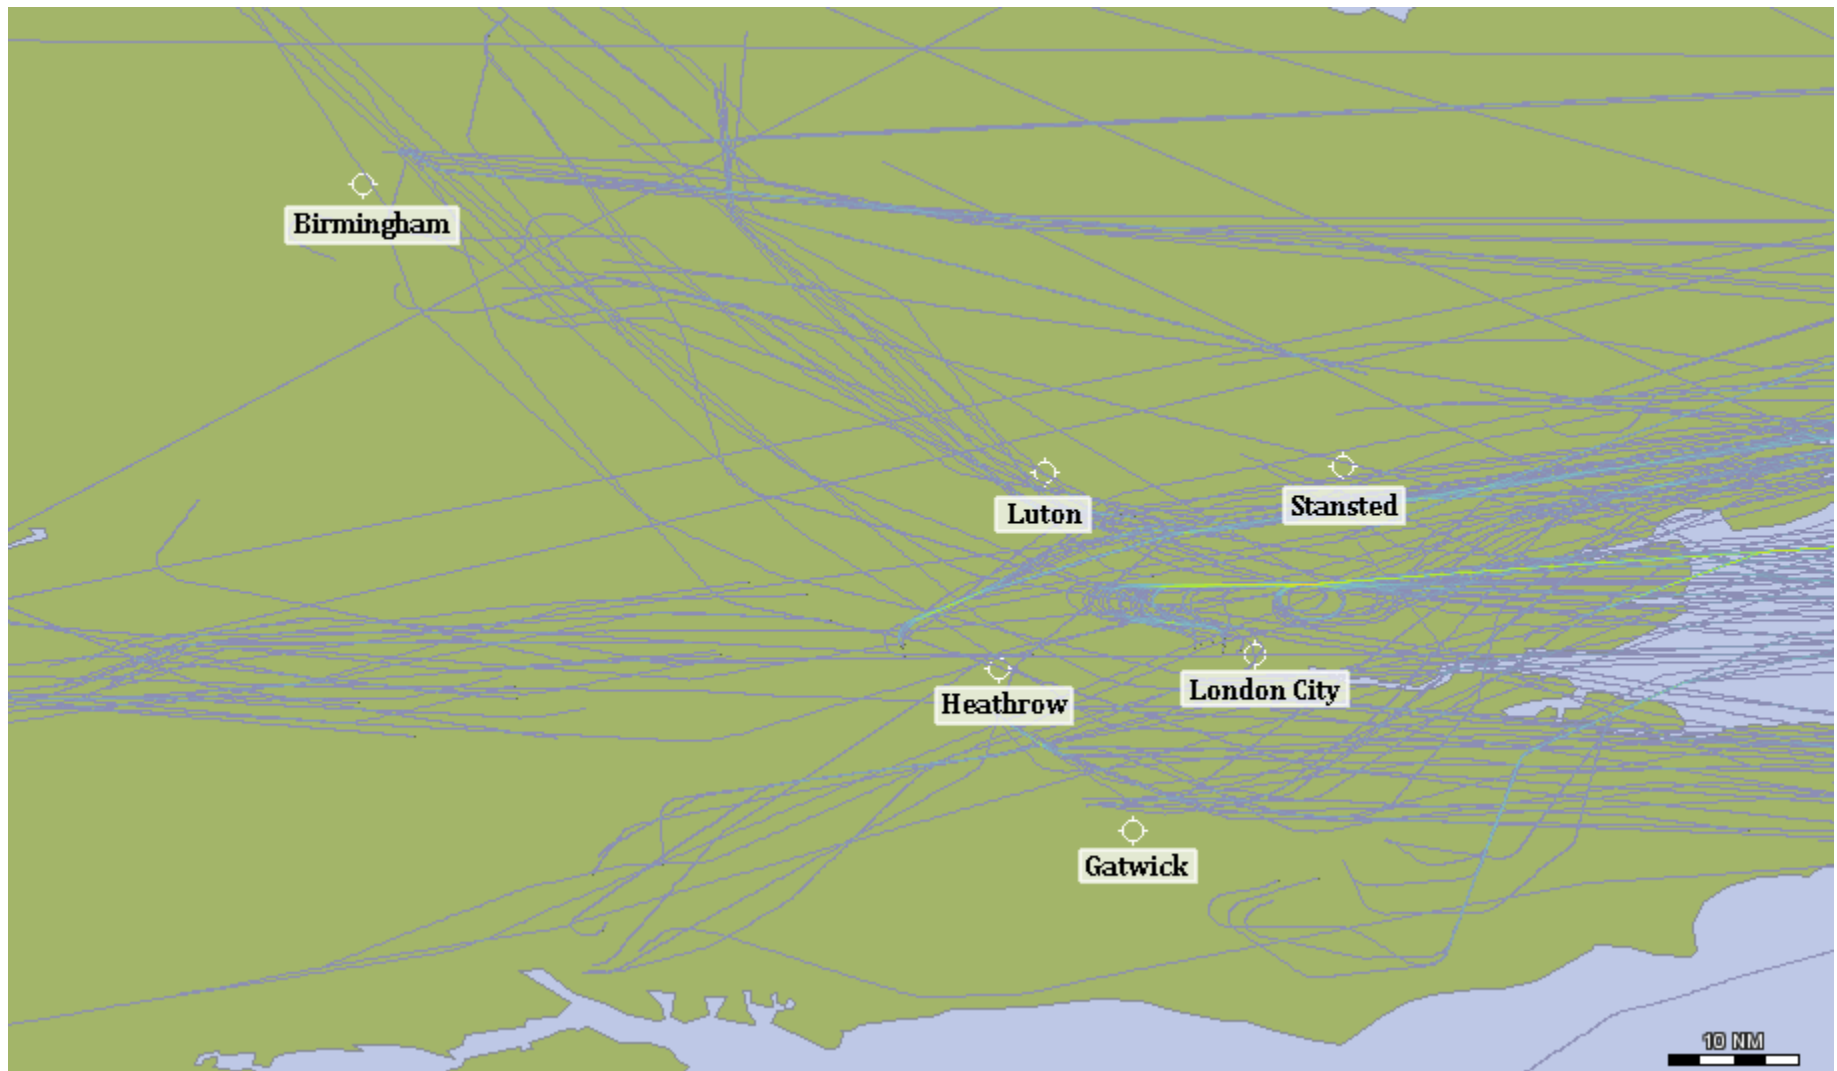 Birmingham
Luton
Stansted
London City
Heathrow
Gatwick
10 NM